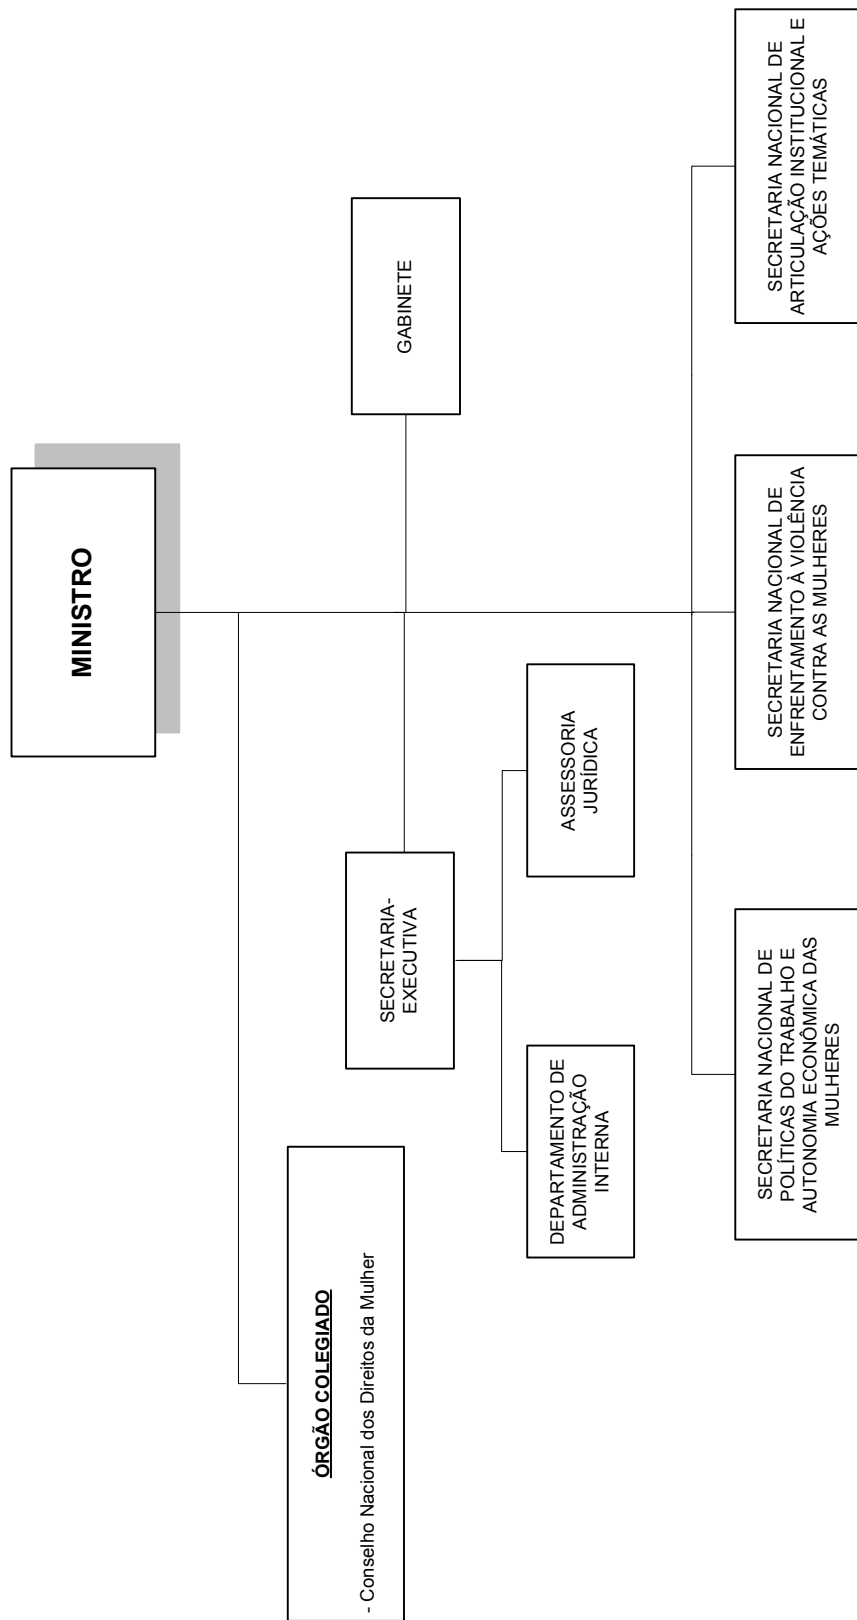 MINISTRO
ÓRGÃO COLEGIADO
- Conselho Nacional dos Direitos da Mulher
SECRETARIA-
EXECUTIVA
GABINETE
DEPARTAMENTO DE
ADMINISTRAÇÃO
INTERNA
ASSESSORIA
JURÍDICA
SECRETARIA NACIONAL DE
POLÍTICAS DO TRABALHO E
AUTONOMIA ECONÔMICA DAS
MULHERES
SECRETARIA NACIONAL DE
ENFRENTAMENTO À VIOLÊNCIA
CONTRA AS MULHERES
SECRETARIA NACIONAL DE
ARTICULAÇÃO INSTITUCIONAL E
AÇÕES TEMÁTICAS